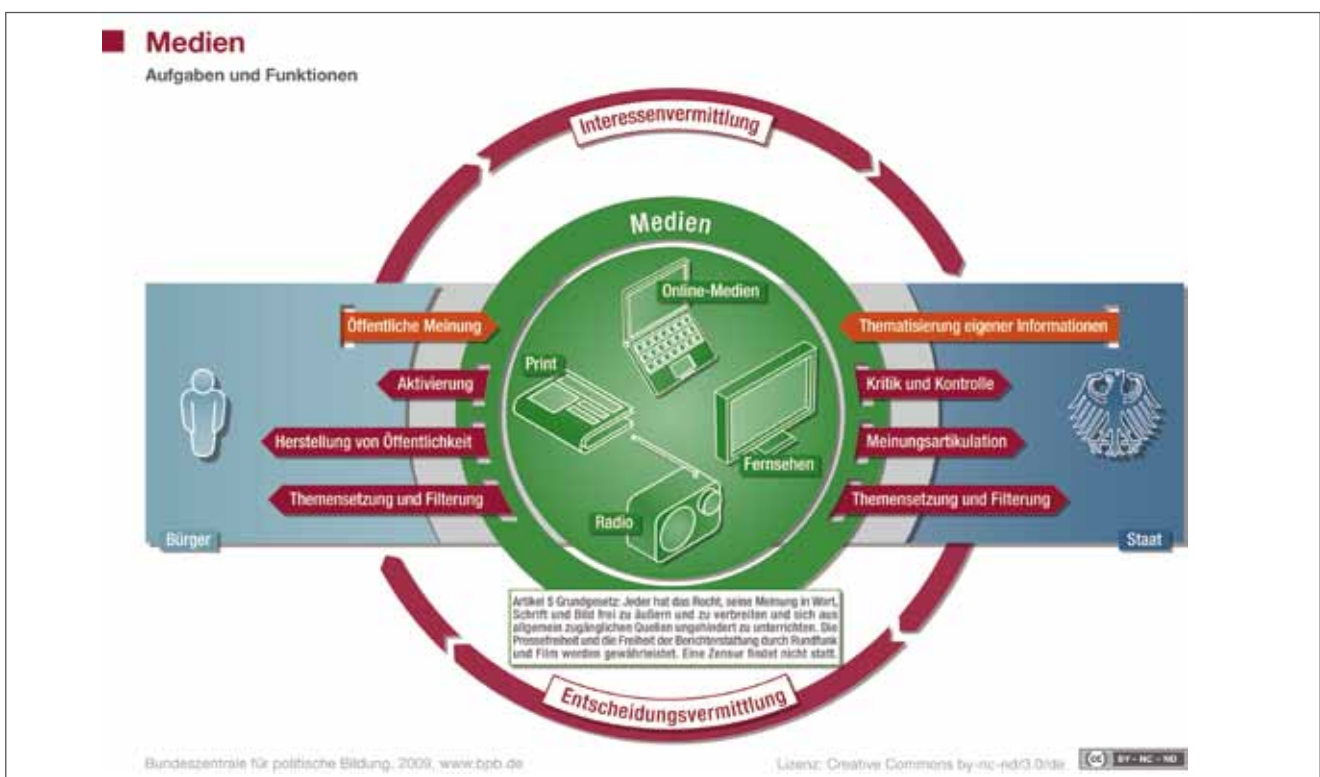 Medien
Aufgaben und Funktionen
Interessenvermittlung
Medien
Online-Medien
Print
Fernsehen
Radio
Öffentliche Meinung
Aktivierung
Herstellung von Öffentlichkeit
Themensetzung und Filterung
Bürger
Thematisierung eigener Informationen
Kritik und Kontrolle
Meinungsartikulation
Themensetzung und Filterung
Staat
Artikel 5 Grundgesetz: Jeder hat das Recht, seine Meinung in Wort,
Schrift und Bild frei zu äußern und zu verbreiten und sich aus
allgemein zugänglichen Quellen ungehindert zu unterrichten. Die
Pressefreiheit und die Freiheit der Berichterstattung durch Rundfunk
und Film werden gewährleistet. Eine Zensur findet nicht statt.
Entscheidungsvermittlung
Bundeszentrale für politische Bildung, 2009, www.bpb.de
Lizenz: Creative Commons by-nc-nd/3.0/de
cc BY - NC - ND